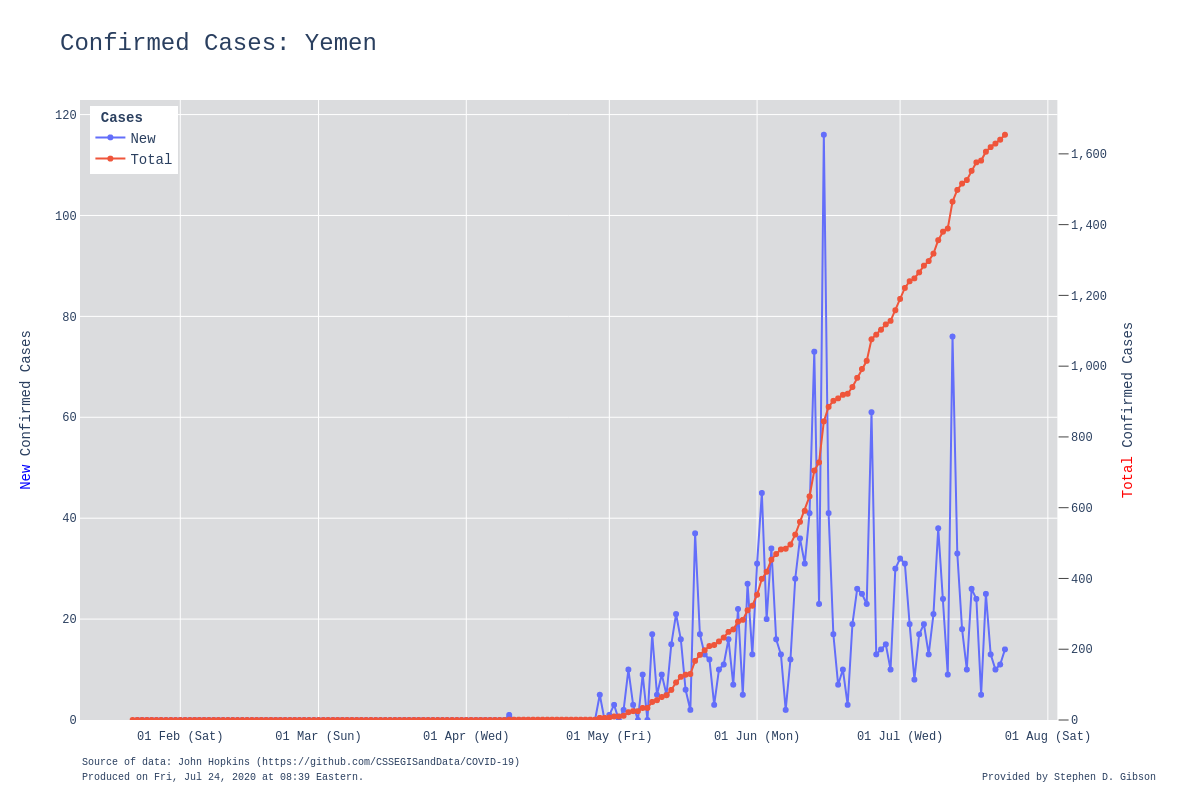 Confirmed Cases: Yemen
Cases
New
Total
120
100
80
60
40
20
0
1,600
1,400
1,200
1,000
800
600
400
200
0
New Confirmed Cases
Total Confirmed Cases
01 Feb (Sat)
01 Mar (Sun)
01 Apr (Wed)
01 May (Fri)
01 Jun (Mon)
01 Jul (Wed)
01 Aug (Sat)
Source of data: John Hopkins (https://github.com/CSSEGISandData/COVID-19)
Produced on Fri, Jul 24, 2020 at 08:39 Eastern.
Provided by Stephen D. Gibson